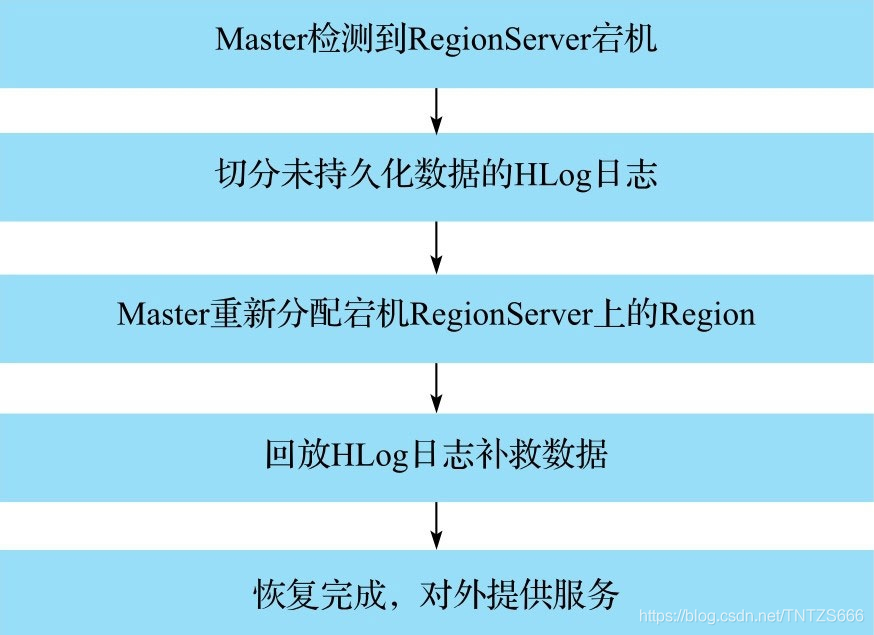 Master检测到RegionServer宕机
切分未持久化数据的HLog日志
Master重新分配宕机RegionServer上的Region
回放HLog日志补救数据
恢复完成，对外提供服务
https://blog.csdn.net/TNTZS666